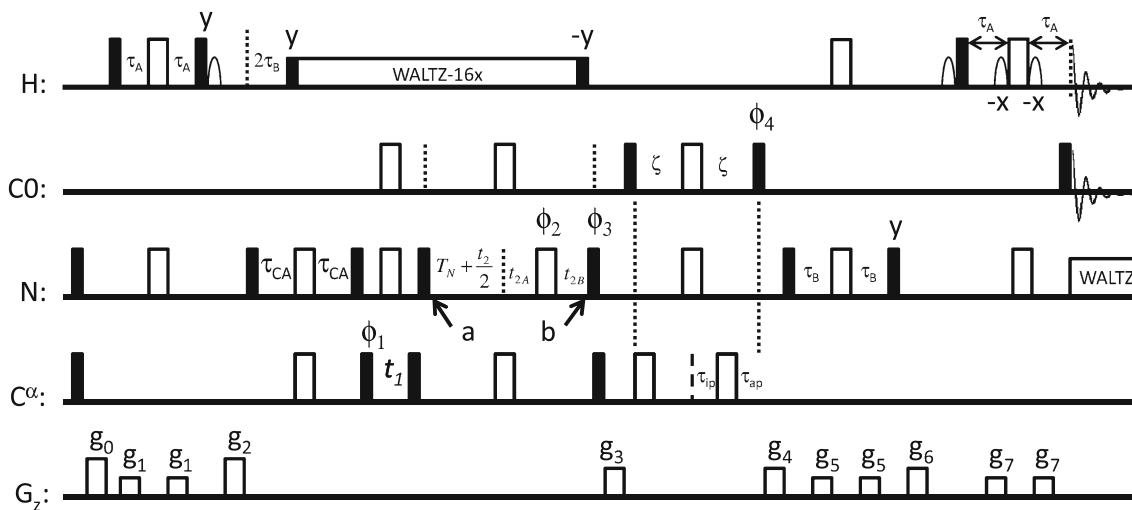 y y -y τA τA
H: τA τA 2τB WALTZ-16x -x -x
ϕ4
C0: ζ ζ
ϕ2 ϕ3 y
N: τCA τCA TN + t2/2 t2A t2B τB τB WALTZ
a b
ϕ1
Cα: t1 τip τap
g0 g1 g1 g2 g3 g4 g5 g5 g6 g7 g7
Gz: